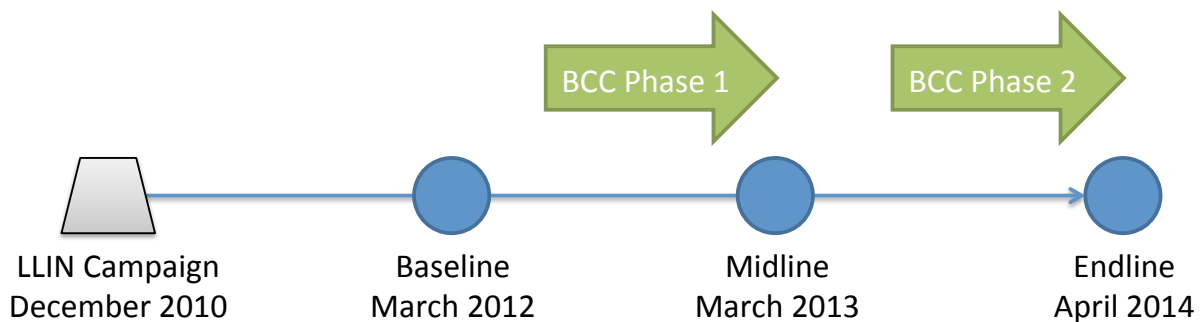 BCC Phase 1
BCC Phase 2
LLIN Campaign
December 2010
Baseline
March 2012
Midline
March 2013
Endline
April 2014